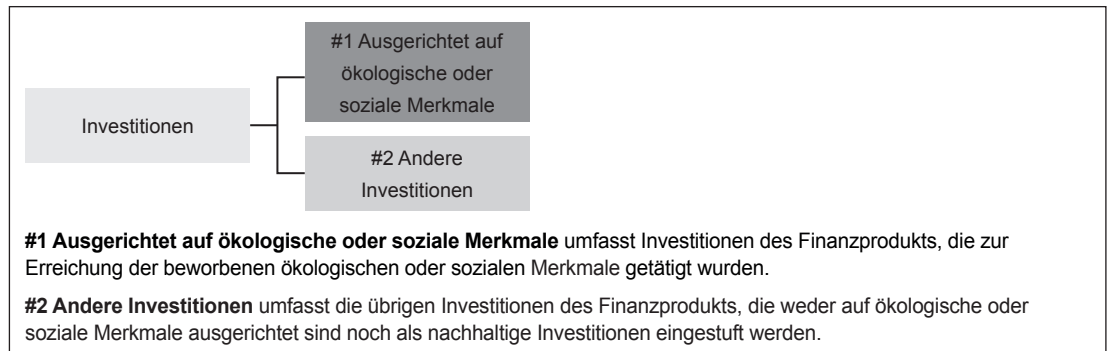 #1 Ausgerichtet auf
ökologische oder
soziale Merkmale
Investitionen
#2 Andere
Investitionen
#1 Ausgerichtet auf ökologische oder soziale Merkmale umfasst Investitionen des Finanzprodukts, die zur
Erreichung der beworbenen ökologischen oder sozialen Merkmale getätigt wurden.
#2 Andere Investitionen umfasst die übrigen Investitionen des Finanzprodukts, die weder auf ökologische oder
soziale Merkmale ausgerichtet sind noch als nachhaltige Investitionen eingestuft werden.